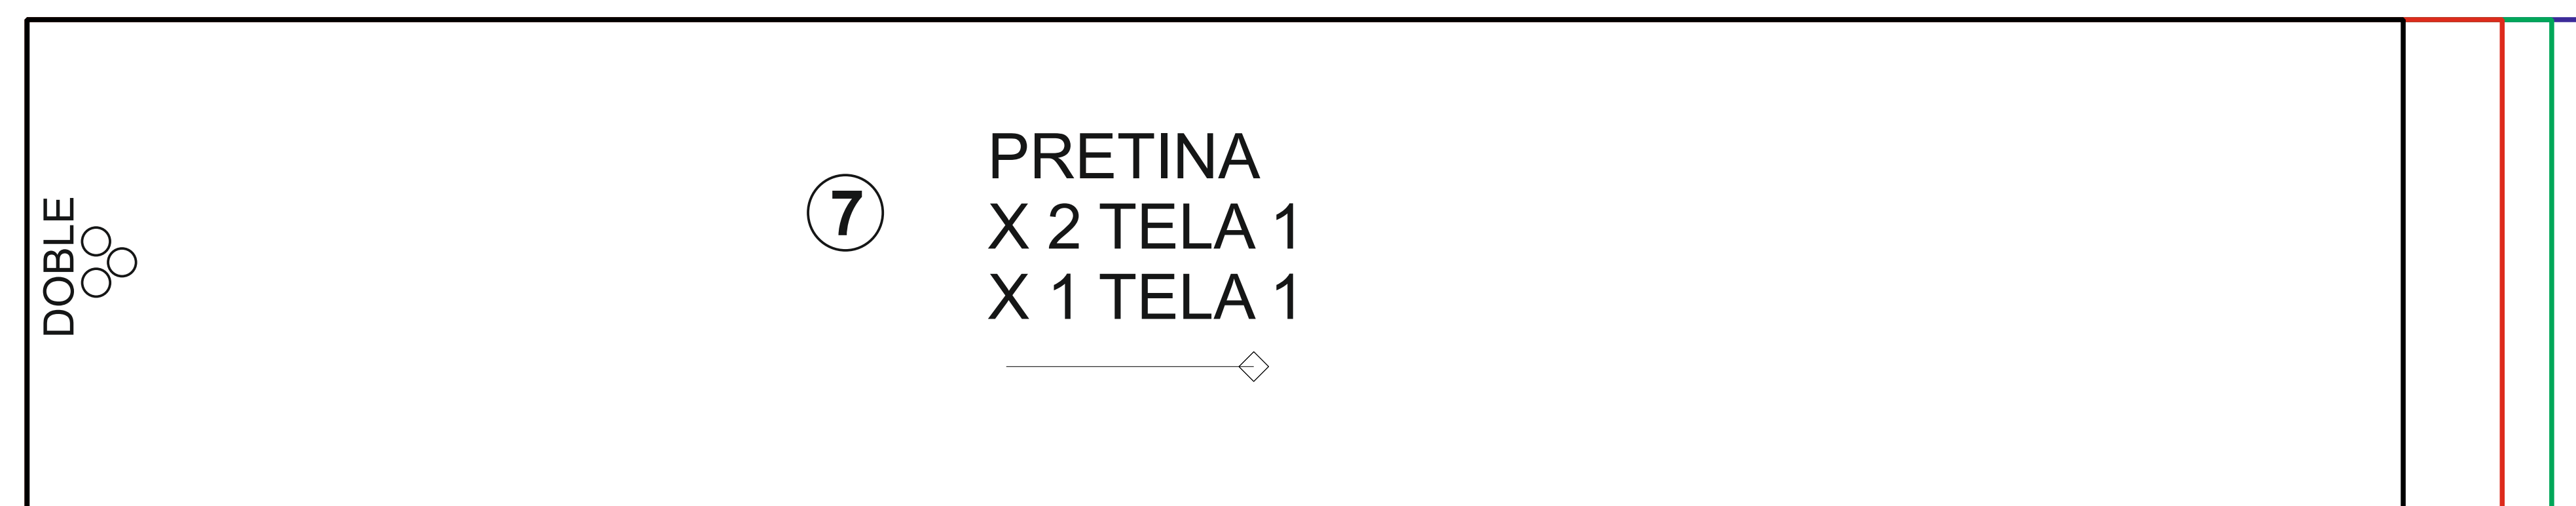 DOBLE
7
PRETINA
X 2 TELA 1
X 1 TELA 1